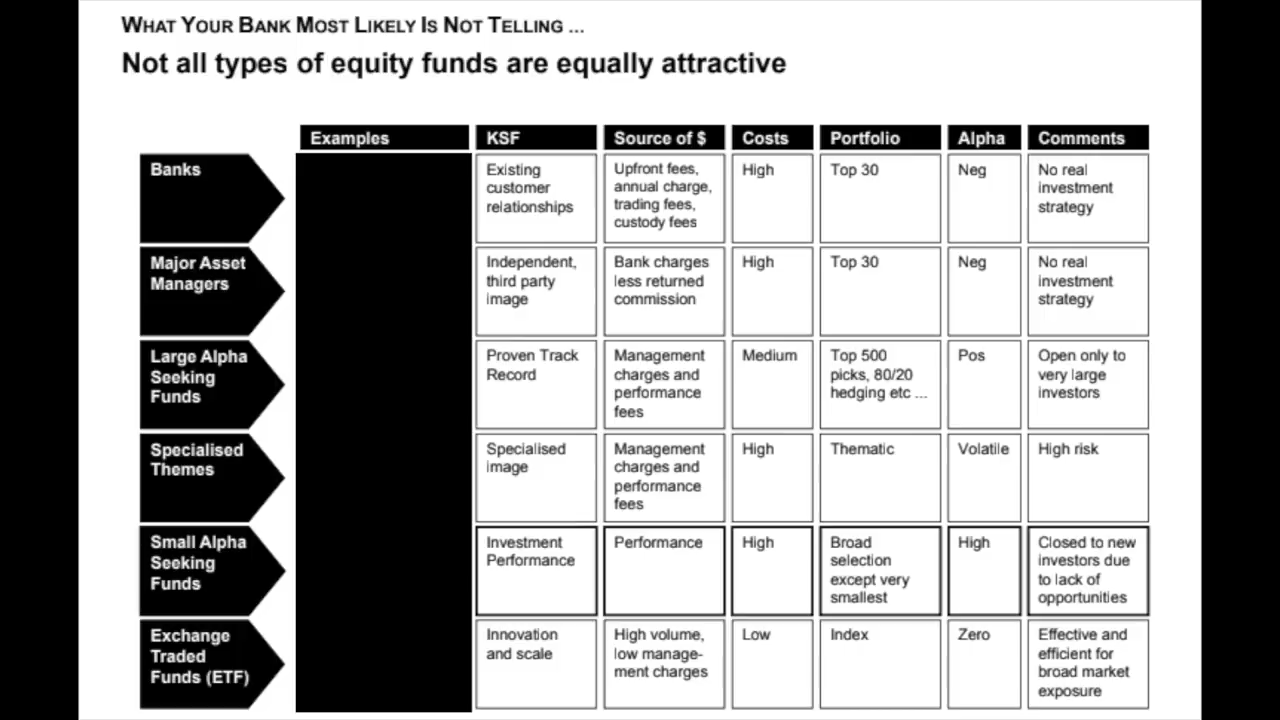 WHAT YOUR BANK MOST LIKELY IS NOT TELLING ...
Not all types of equity funds are equally attractive
Examples KSF Source of $ Costs Portfolio Alpha Comments
Banks
Existing
customer
relationships
Upfront fees,
annual charge,
trading fees,
custody fees
High
Top 30
Neg
No real
investment
strategy
Major Asset
Managers
Independent,
third party
image
Bank charges
less returned
commission
High
Top 30
Neg
No real
investment
strategy
Large Alpha
Seeking
Funds
Proven Track
Record
Management
charges and
performance
fees
Medium
Top 500
picks, 80/20
hedging etc ...
Pos
Open only to
very large
investors
Specialised
Themes
Specialised
image
Management
charges and
performance
fees
High
Thematic
Volatile
High risk
Small Alpha
Seeking
Funds
Investment
Performance
Performance
High
Broad
selection
except very
smallest
High
Closed to new
investors due
to lack of
opportunities
Exchange
Traded
Funds (ETF)
Innovation
and scale
High volume,
low manage-
ment charges
Low
Index
Zero
Effective and
efficient for
broad market
exposure